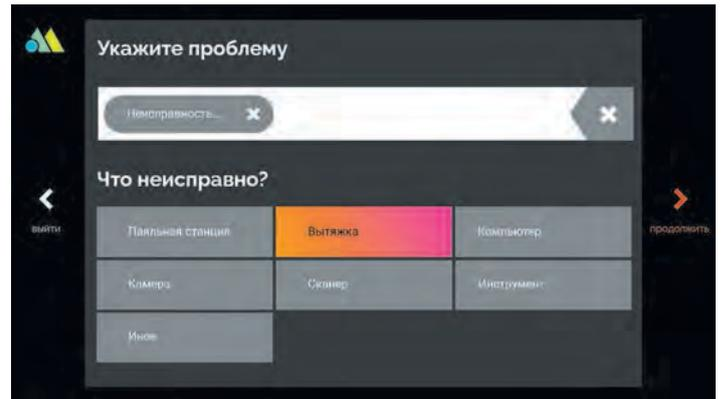 Укажите проблему
Неисправность...
Что неисправно?
Паяльная станция Вытяжка Компьютер
Камера Сканер Инструмент
Иное
выйти
продолжить